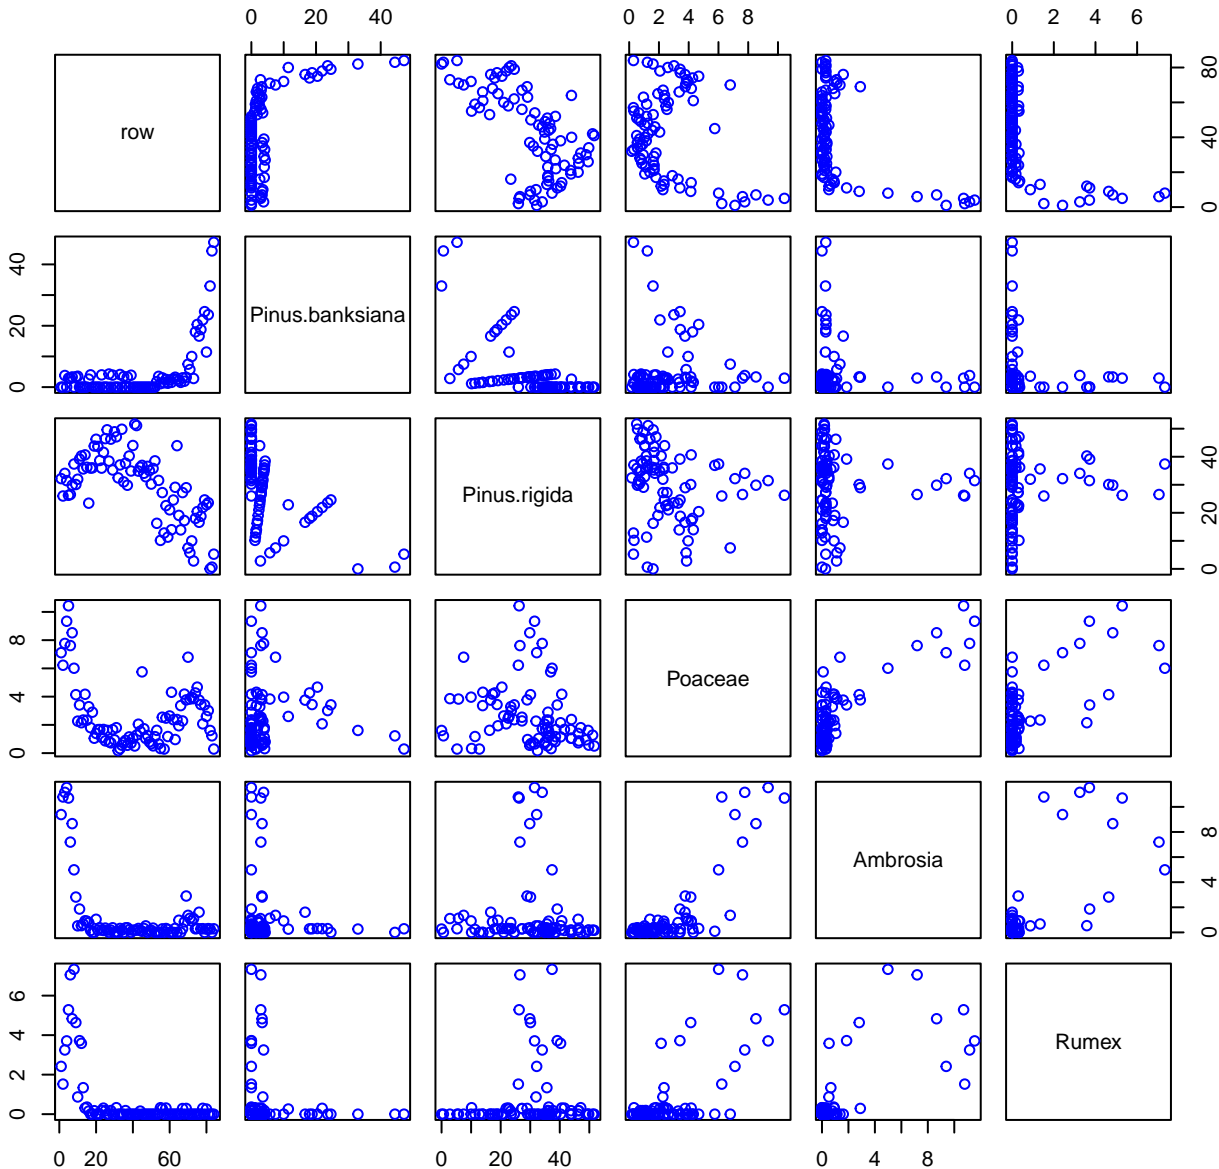 0 20 40 0 2 4 6 8 0 2 4 6
row 0 40 80
0 20 40 Pinus.banksiana
Pinus.rigida 0 20 40
0 4 8 Poaceae
Ambrosia 0 4 8
0 2 4 6 Rumex
0 20 60 0 20 40 0 4 8